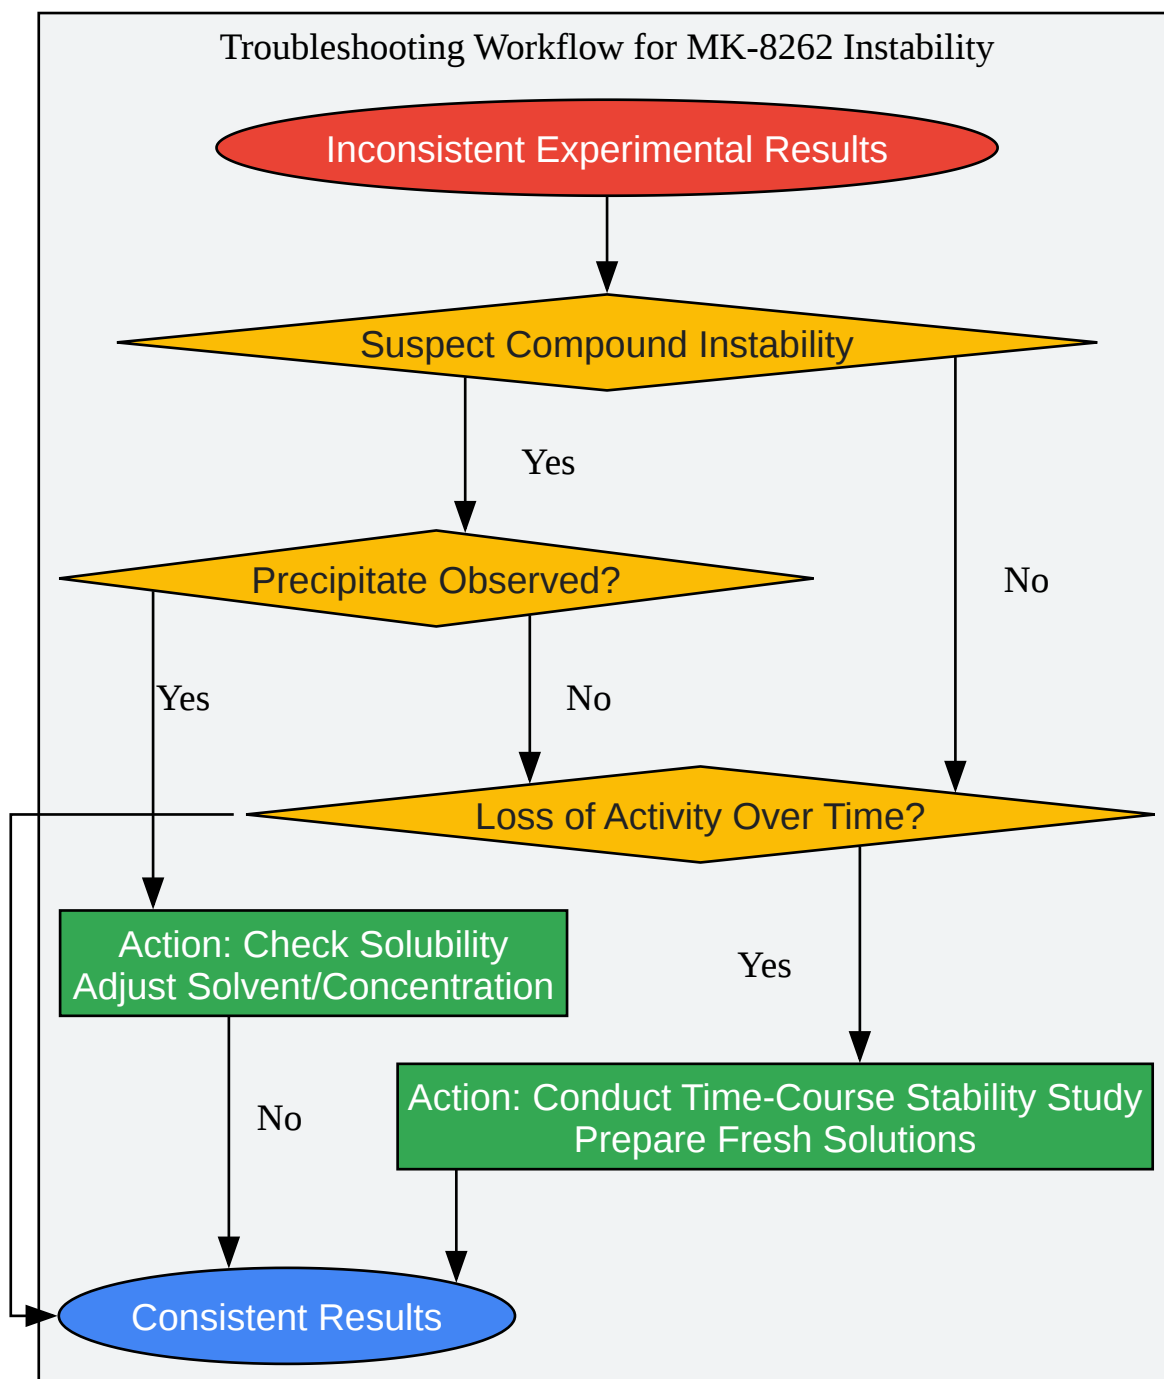 Troubleshooting Workflow for MK-8262 Instability
Inconsistent Experimental Results
Suspect Compound Instability
Yes
Precipitate Observed?
No
Yes
No
Loss of Activity Over Time?
Action: Check Solubility
Adjust Solvent/Concentration
Yes
Action: Conduct Time-Course Stability Study
Prepare Fresh Solutions
No
Consistent Results